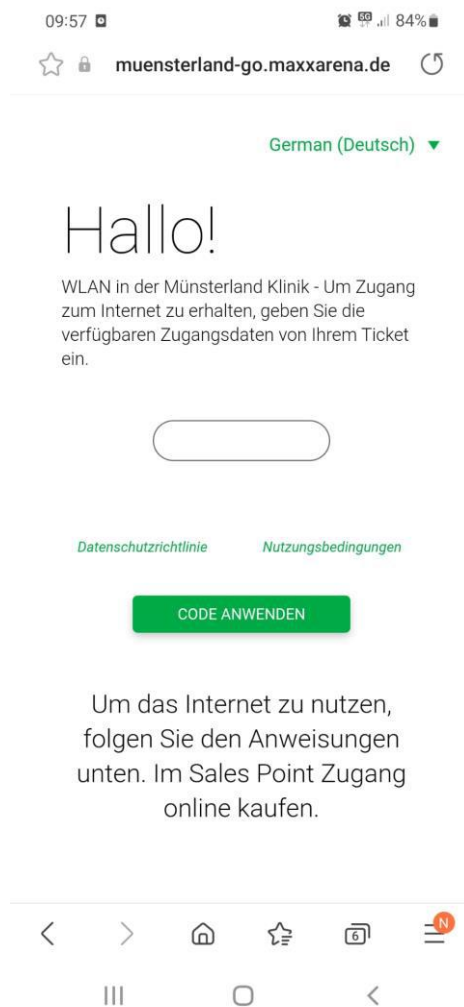 09:57
5G
84%
muensterland-go.maxxarena.de
German (Deutsch)
Hallo!
WLAN in der Münsterland Klinik - Um Zugang
zum Internet zu erhalten, geben Sie die
verfügbaren Zugangsdaten von Ihrem Ticket
ein.
Datenschutzrichtlinie Nutzungsbedingungen
CODE ANWENDEN
Um das Internet zu nutzen,
folgen Sie den Anweisungen
unten. Im Sales Point Zugang
online kaufen.
6
N